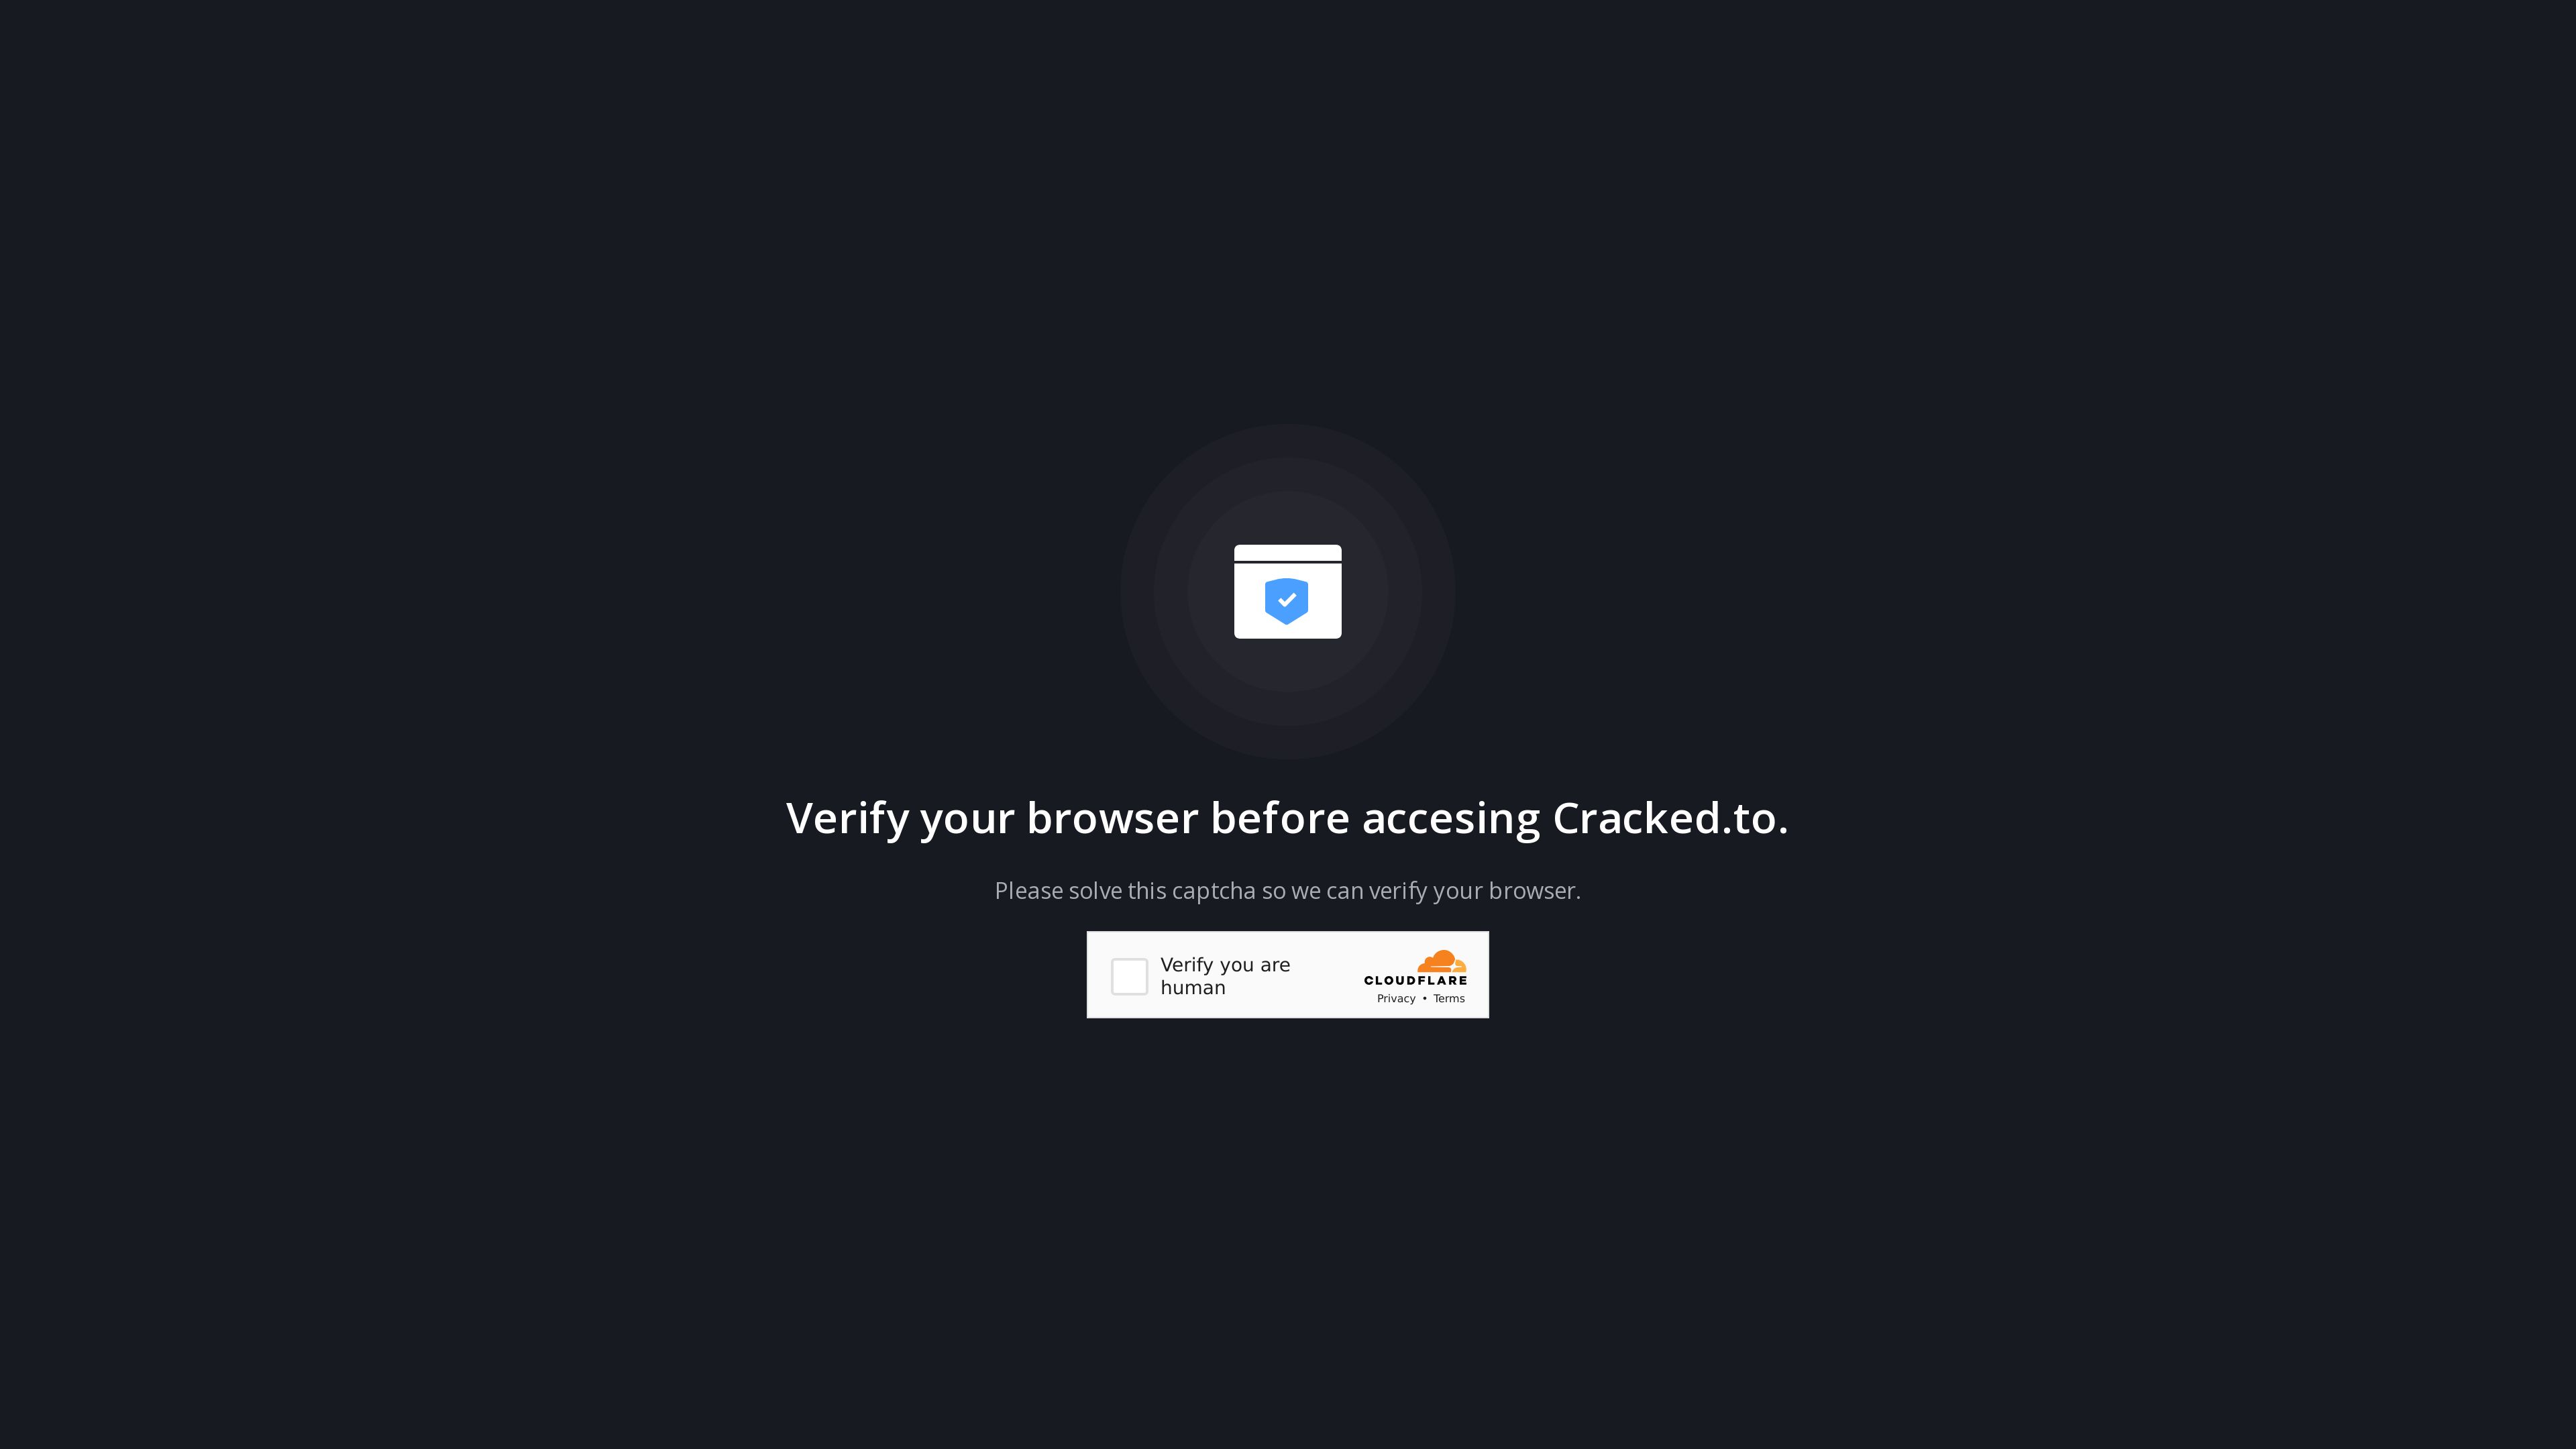 Verify your browser before accesing Cracked.to.
Please solve this captcha so we can verify your browser.
Verify you are
human
CLOUDFLARE
Privacy • Terms